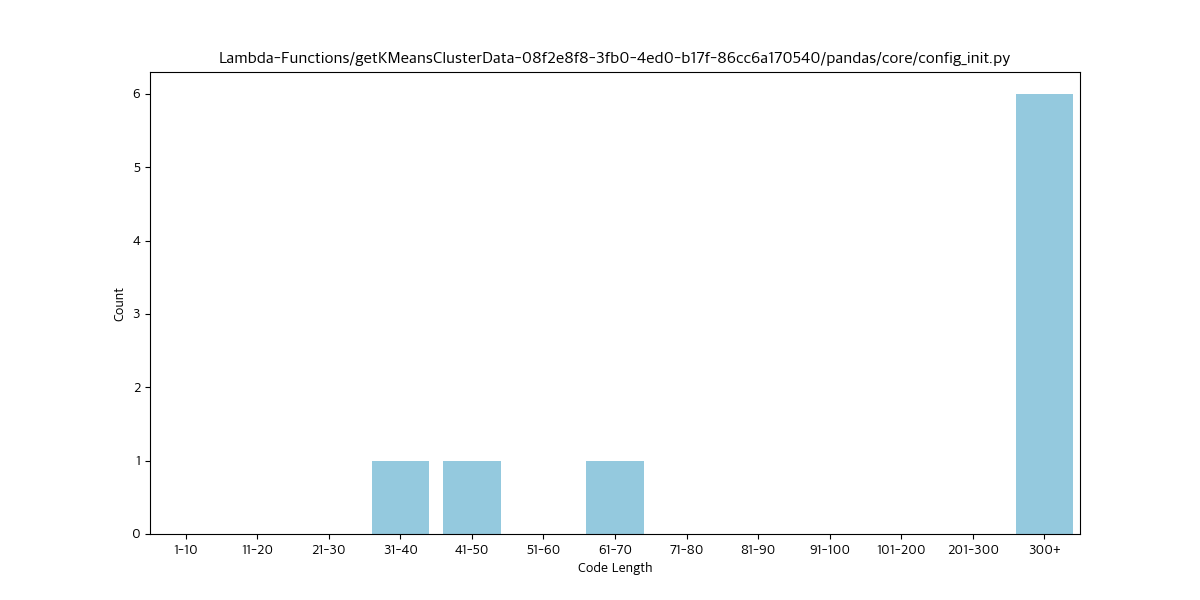 Lambda-Functions/getKMeansClusterData-08f2e8f8-3fb0-4ed0-b17f-86cc6a170540/pandas/core/config_init.py
6
5
4
3
2
1
0
Count
1-10 11-20 21-30 31-40 41-50 51-60 61-70 71-80 81-90 91-100 101-200 201-300 300+
Code Length